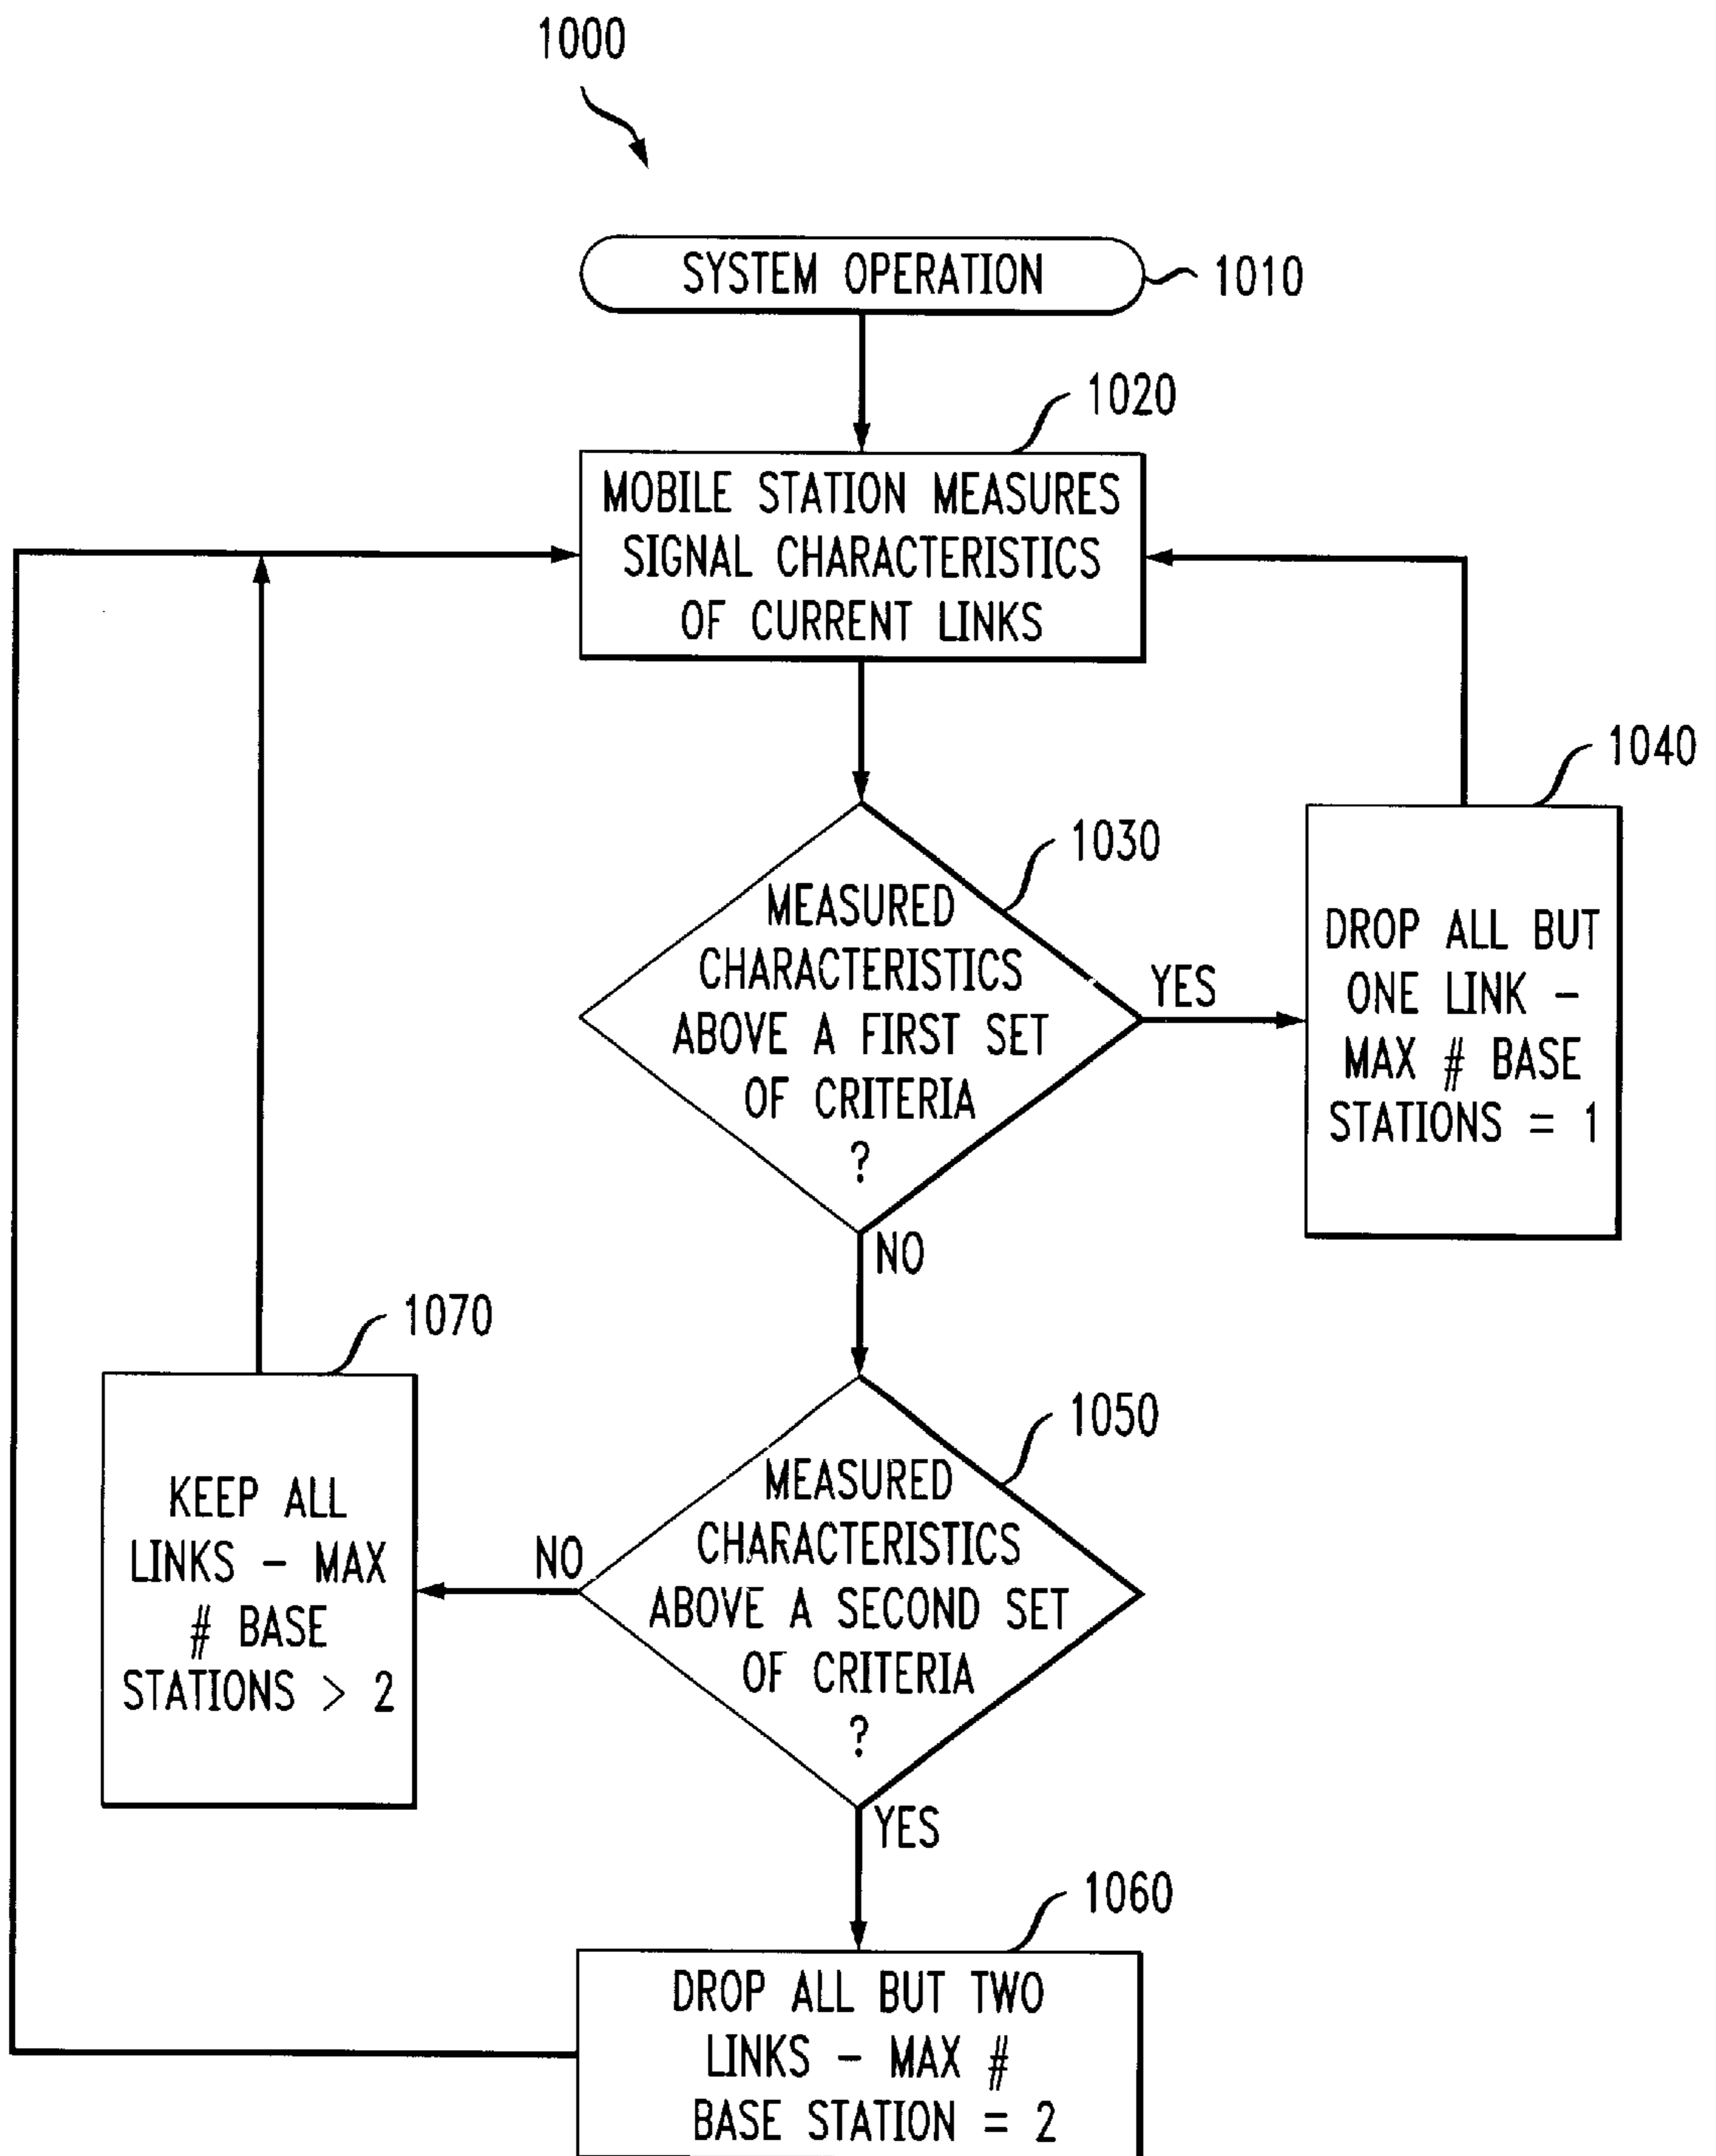 1000
SYSTEM OPERATION
1010
1020
MOBILE STATION MEASURES
SIGNAL CHARACTERISTICS
OF CURRENT LINKS
1030
MEASURED
CHARACTERISTICS
ABOVE A FIRST SET
OF CRITERIA
?
YES
1040
DROP ALL BUT
ONE LINK -
MAX # BASE
STATIONS = 1
NO
1050
MEASURED
CHARACTERISTICS
ABOVE A SECOND SET
OF CRITERIA
?
NO
1070
KEEP ALL
LINKS - MAX
# BASE
STATIONS > 2
YES
1060
DROP ALL BUT TWO
LINKS - MAX #
BASE STATION = 2